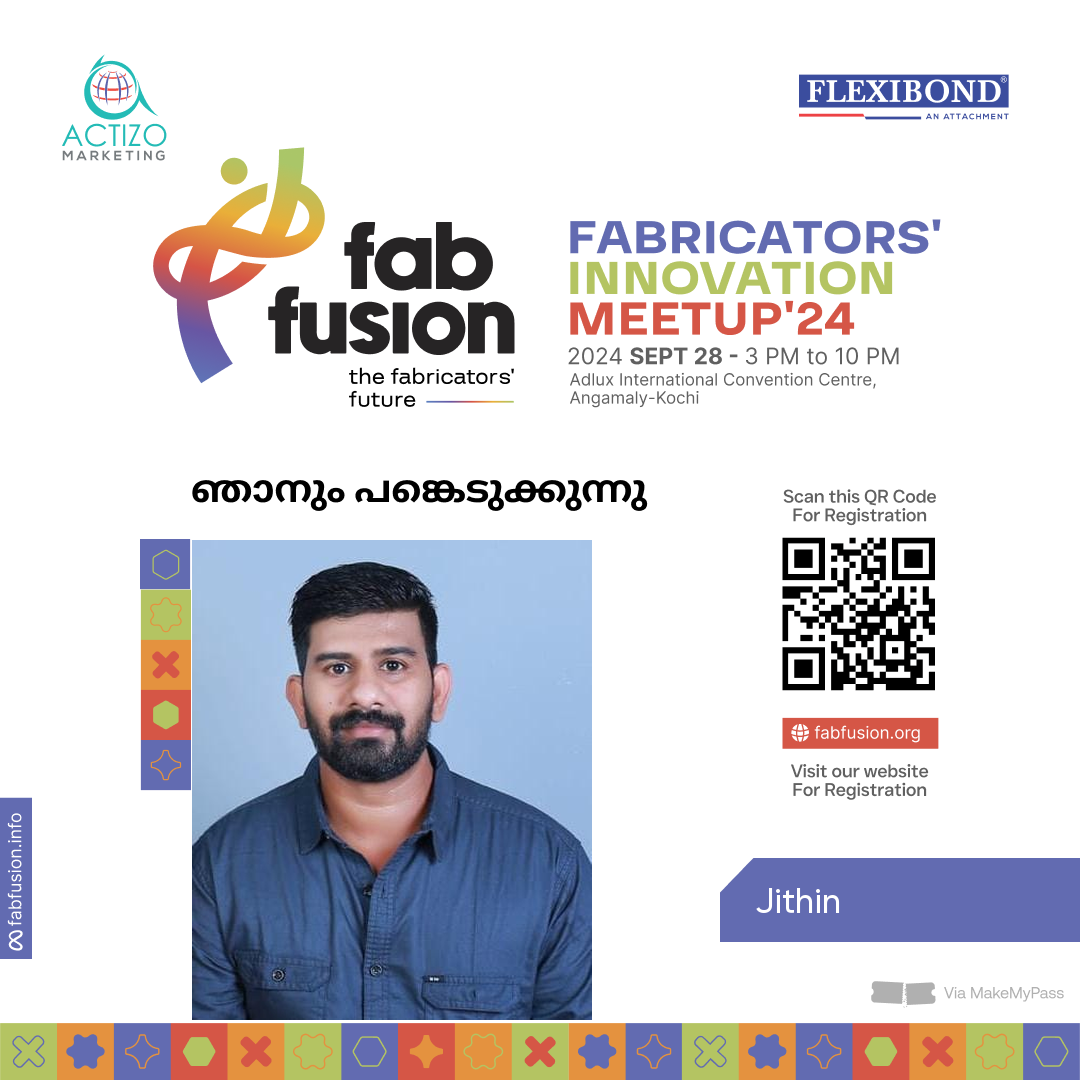 ACTIZO
MARKETING
FLEXIBOND®
AN ATTACHMENT
fab
fusion
the fabricators'
future
FABRICATORS'
INNOVATION
MEETUP'24
2024 SEPT 28 - 3 PM to 10 PM
Adlux International Convention Centre,
Angamaly-Kochi
ഞാനും പങ്കെടുക്കുന്നു
Scan this QR Code
For Registration
fabfusion.org
Visit our website
For Registration
fabfusion.info
Jithin
Via MakeMyPass